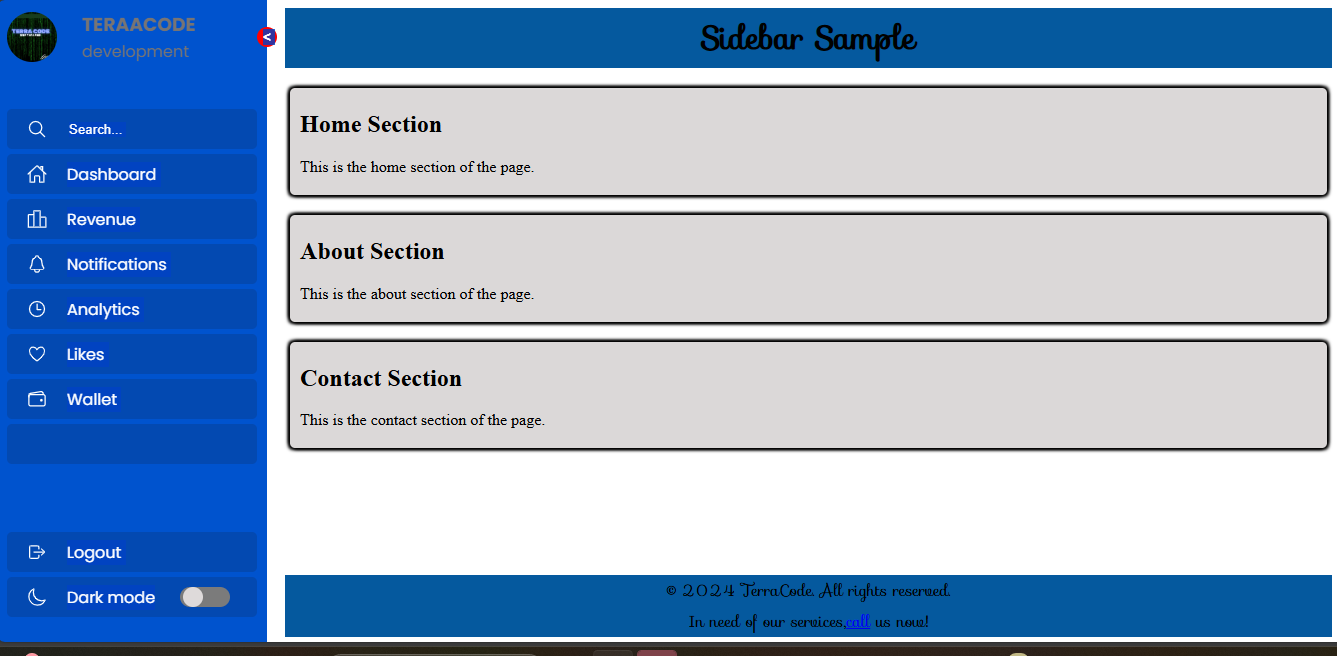 TERRA CODE
TERAACODE
development
<
Search...
Dashboard
Revenue
Notifications
Analytics
Likes
Wallet
Logout
Dark mode
Sidebar Sample
Home Section
This is the home section of the page.
About Section
This is the about section of the page.
Contact Section
This is the contact section of the page.
© 2024 TerraCode. All rights reserved.
In need of our services,call us now!